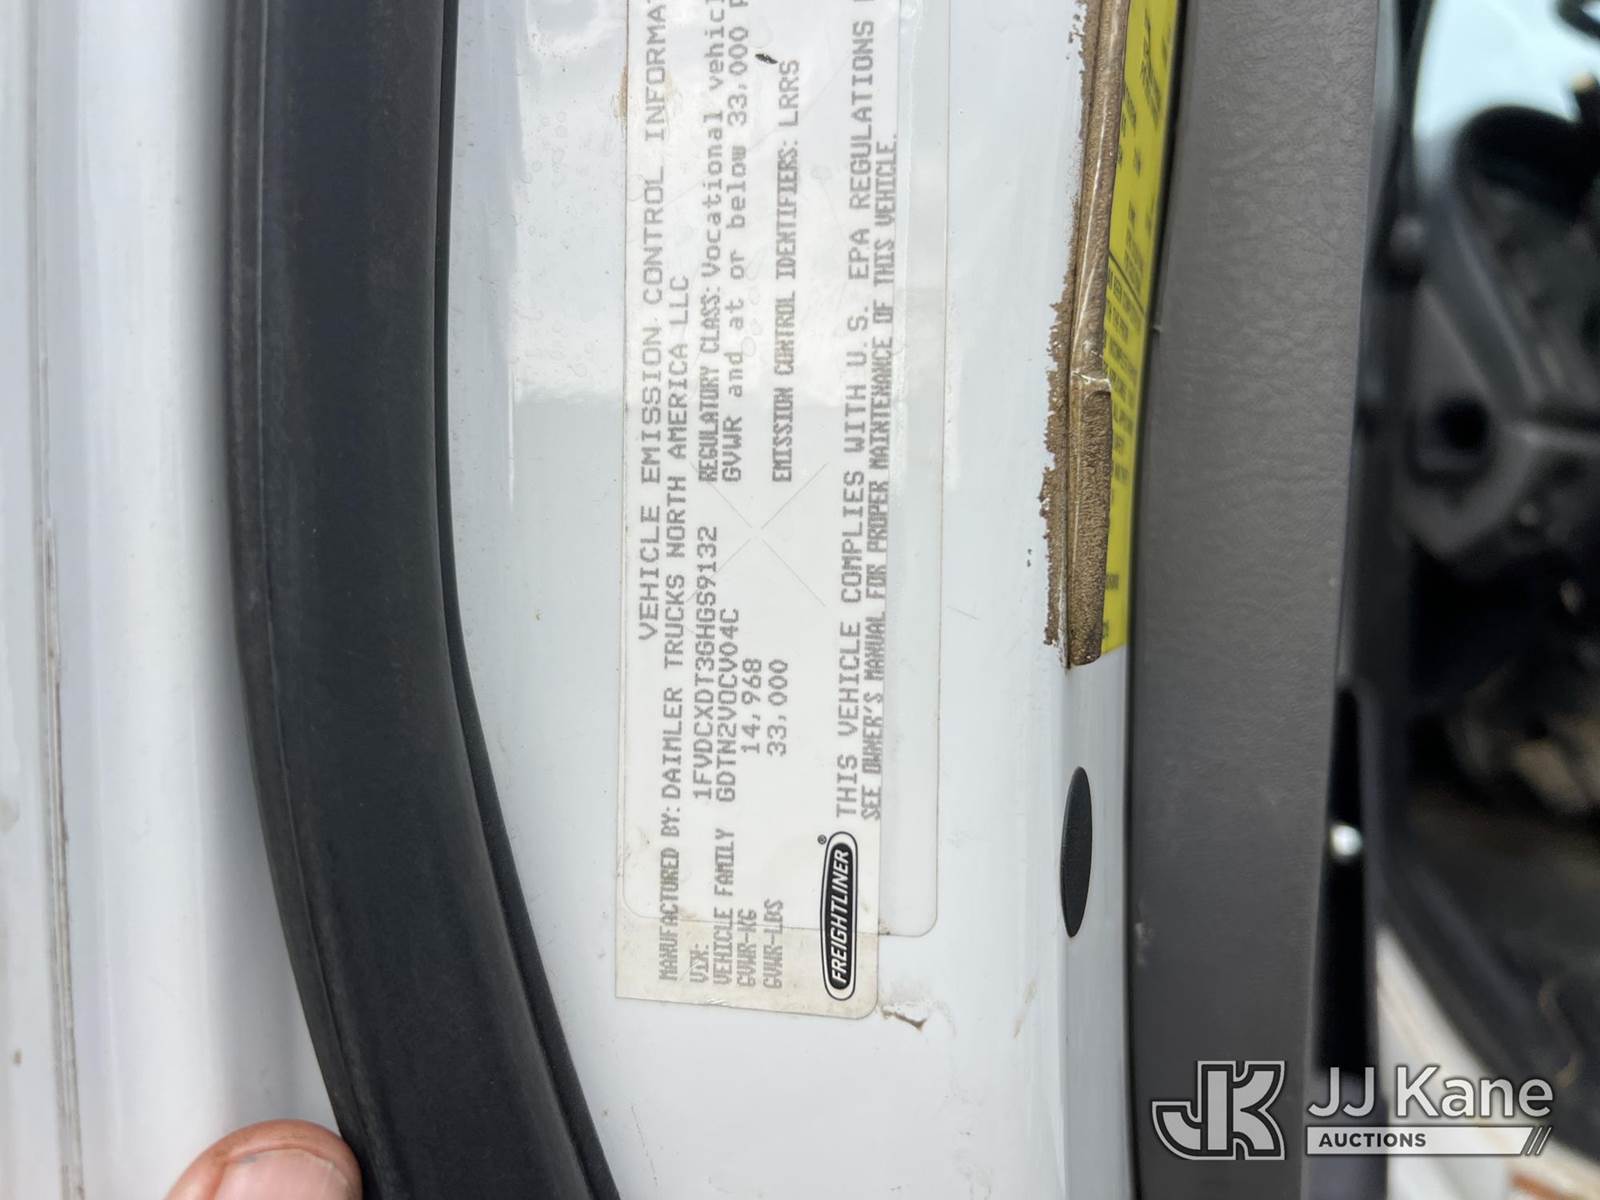 VEHICLE EMISSION CONTROL INFORMAT
MANUFACTURED BY: DAIMLER TRUCKS NORTH AMERICA LLC
VIN: 1FVDCXDT3GHGS9132
REGULATORY CLASS: Vocational vehicl
VEHICLE FAMILY GDTN2VOCV04C
GVWR and at or below 33,000 P
GVWR-KG 14,968
GVWR-LBS 33,000
EMISSION CONTROL IDENTIFIERS: LRRS
THIS VEHICLE COMPLIES WITH U.S. EPA REGULATIONS
SEE OWNER'S MANUAL FOR PROPER MAINTENANCE OF THIS VEHICLE.
FREIGHTLINER®
JK JJ Kane
AUCTIONS